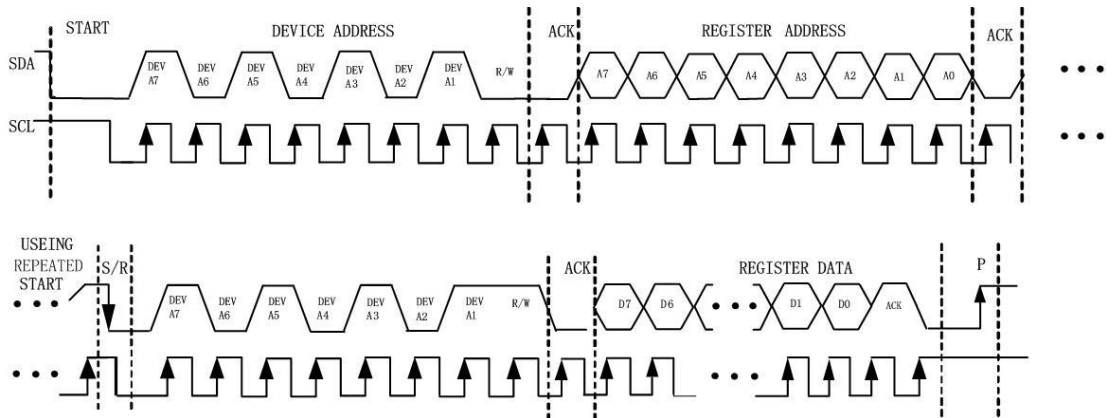 START DEVICE ADDRESS ACK REGISTER ADDRESS ACK
SDA
DEV A7 DEV A6 DEV A5 DEV A4 DEV A3 DEV A2 DEV A1 R/W A7 A6 A5 A4 A3 A2 A1 A0
SCL
USEING
REPEATED
START
S/R ACK REGISTER DATA P
DEV A7 DEV A6 DEV A5 DEV A4 DEV A3 DEV A2 DEV A1 R/W D7 D6 D1 D0 ACK